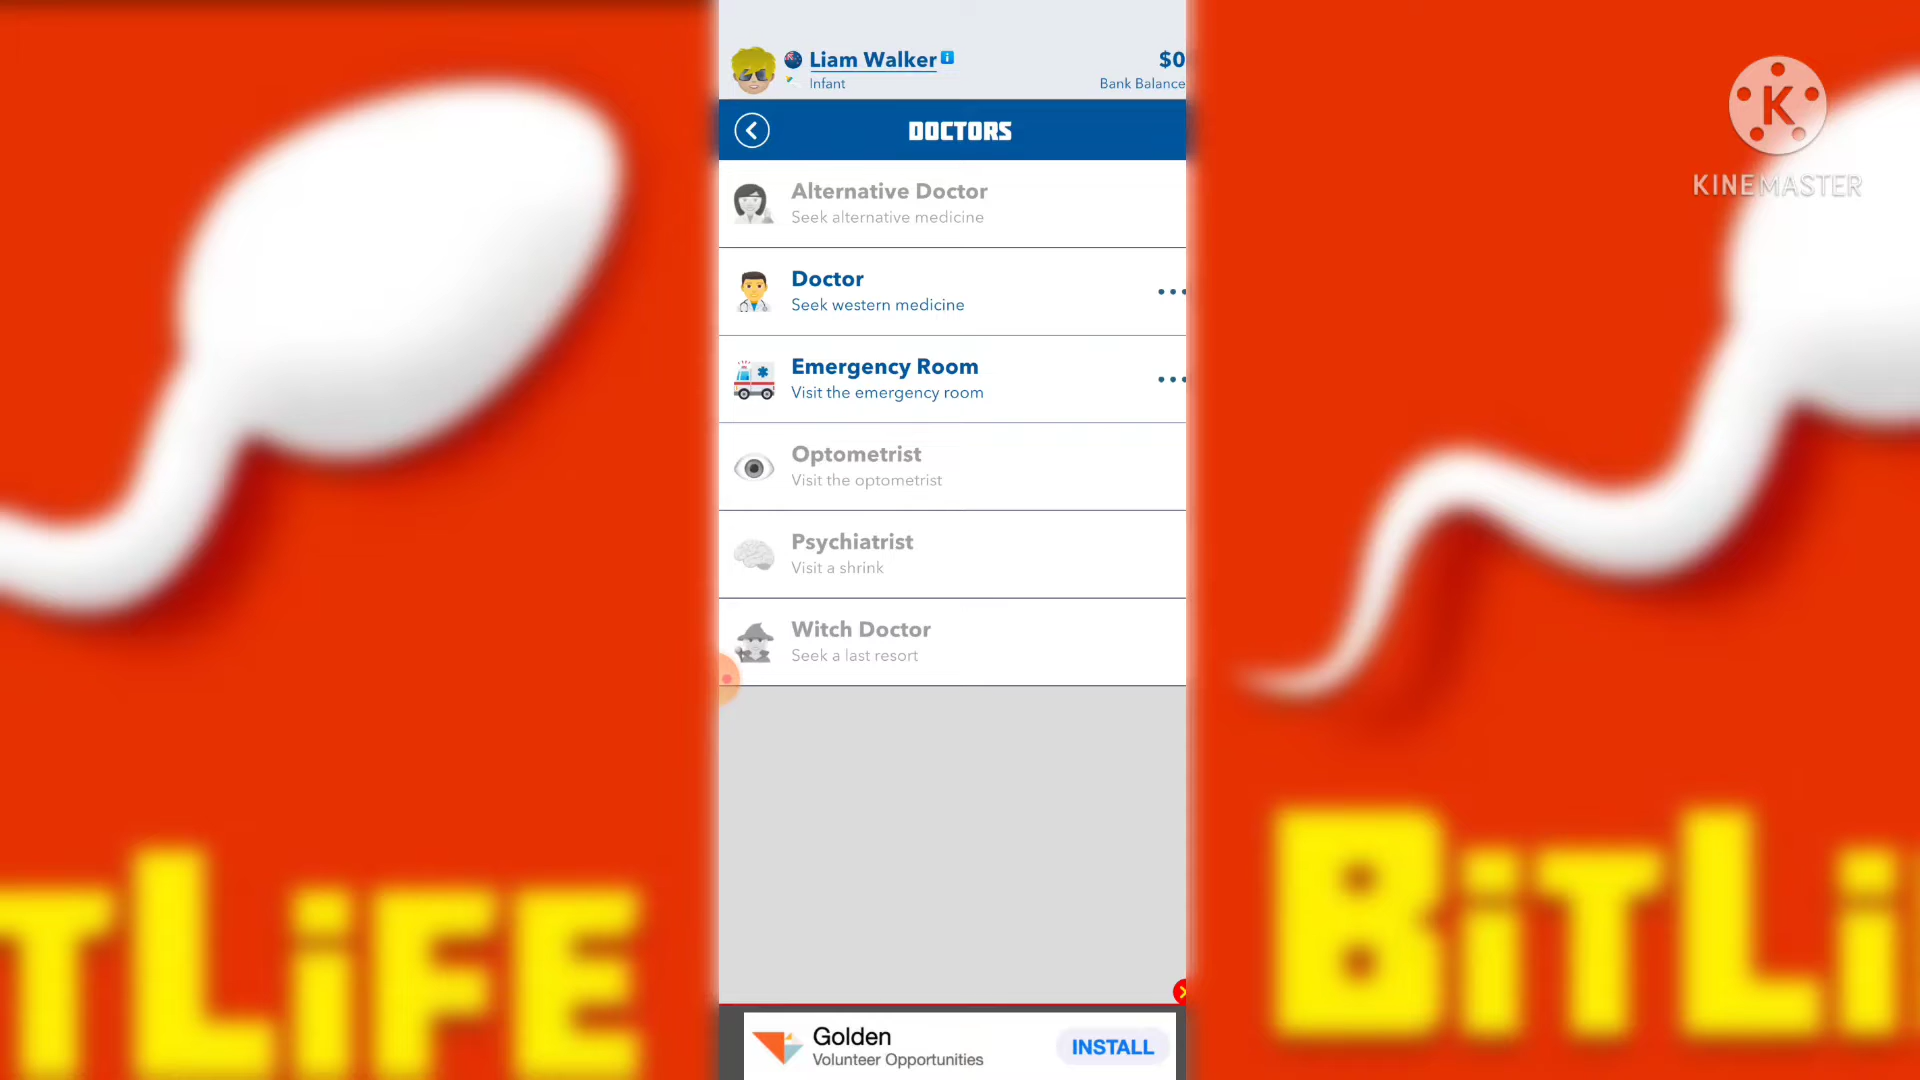 Liam Walker
$0
Infant
Bank Balance
DOCTORS
Alternative Doctor
Seek alternative medicine
Doctor
Seek western medicine
Emergency Room
Visit the emergency room
Optometrist
Visit the optometrist
Psychiatrist
Visit a shrink
Witch Doctor
Seek a last resort
Golden
Volunteer Opportunities
INSTALL
K
KINEMASTER
TLiFE
BiTLi